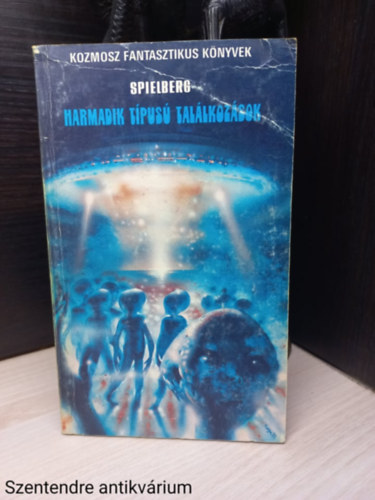 KOZMOSZ FANTASZTIKUS KÖNYVEK
SPIELBERG
HARMADIK TÍPUSÚ TALÁLKOZÁSOK
Szentendre antikvárium